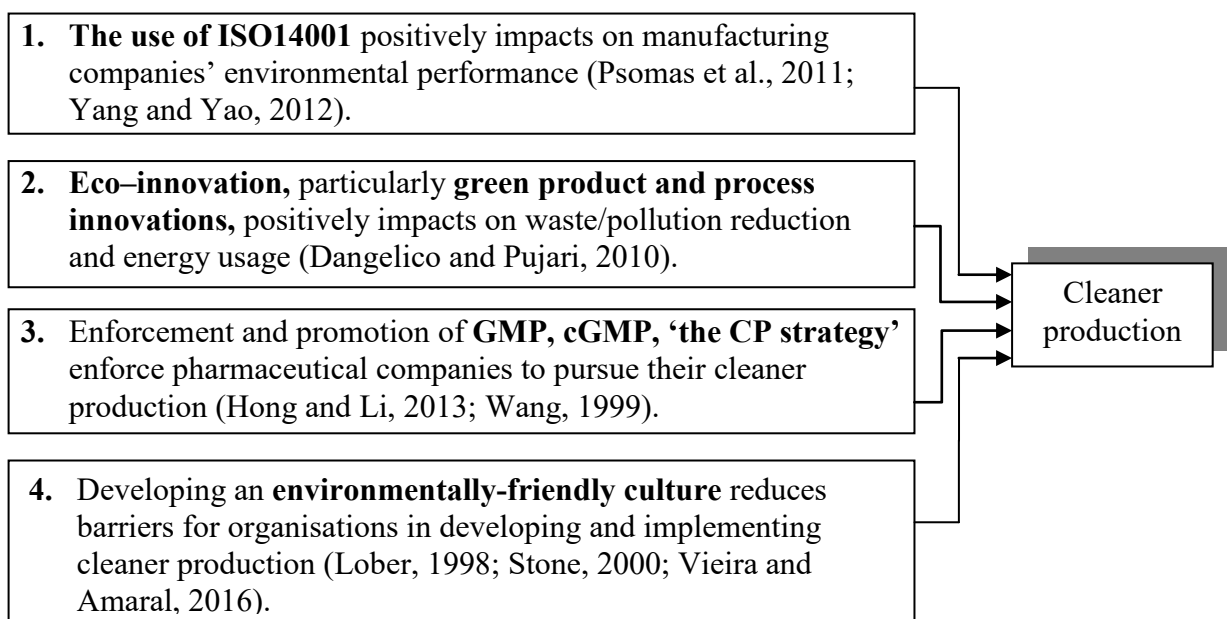 1. The use of ISO14001 positively impacts on manufacturing
companies’ environmental performance (Psomas et al., 2011;
Yang and Yao, 2012).
2. Eco–innovation, particularly green product and process
innovations, positively impacts on waste/pollution reduction
and energy usage (Dangelico and Pujari, 2010).
3. Enforcement and promotion of GMP, cGMP, ‘the CP strategy’
enforce pharmaceutical companies to pursue their cleaner
production (Hong and Li, 2013; Wang, 1999).
4. Developing an environmentally-friendly culture reduces
barriers for organisations in developing and implementing
cleaner production (Lober, 1998; Stone, 2000; Vieira and
Amaral, 2016).
Cleaner
production